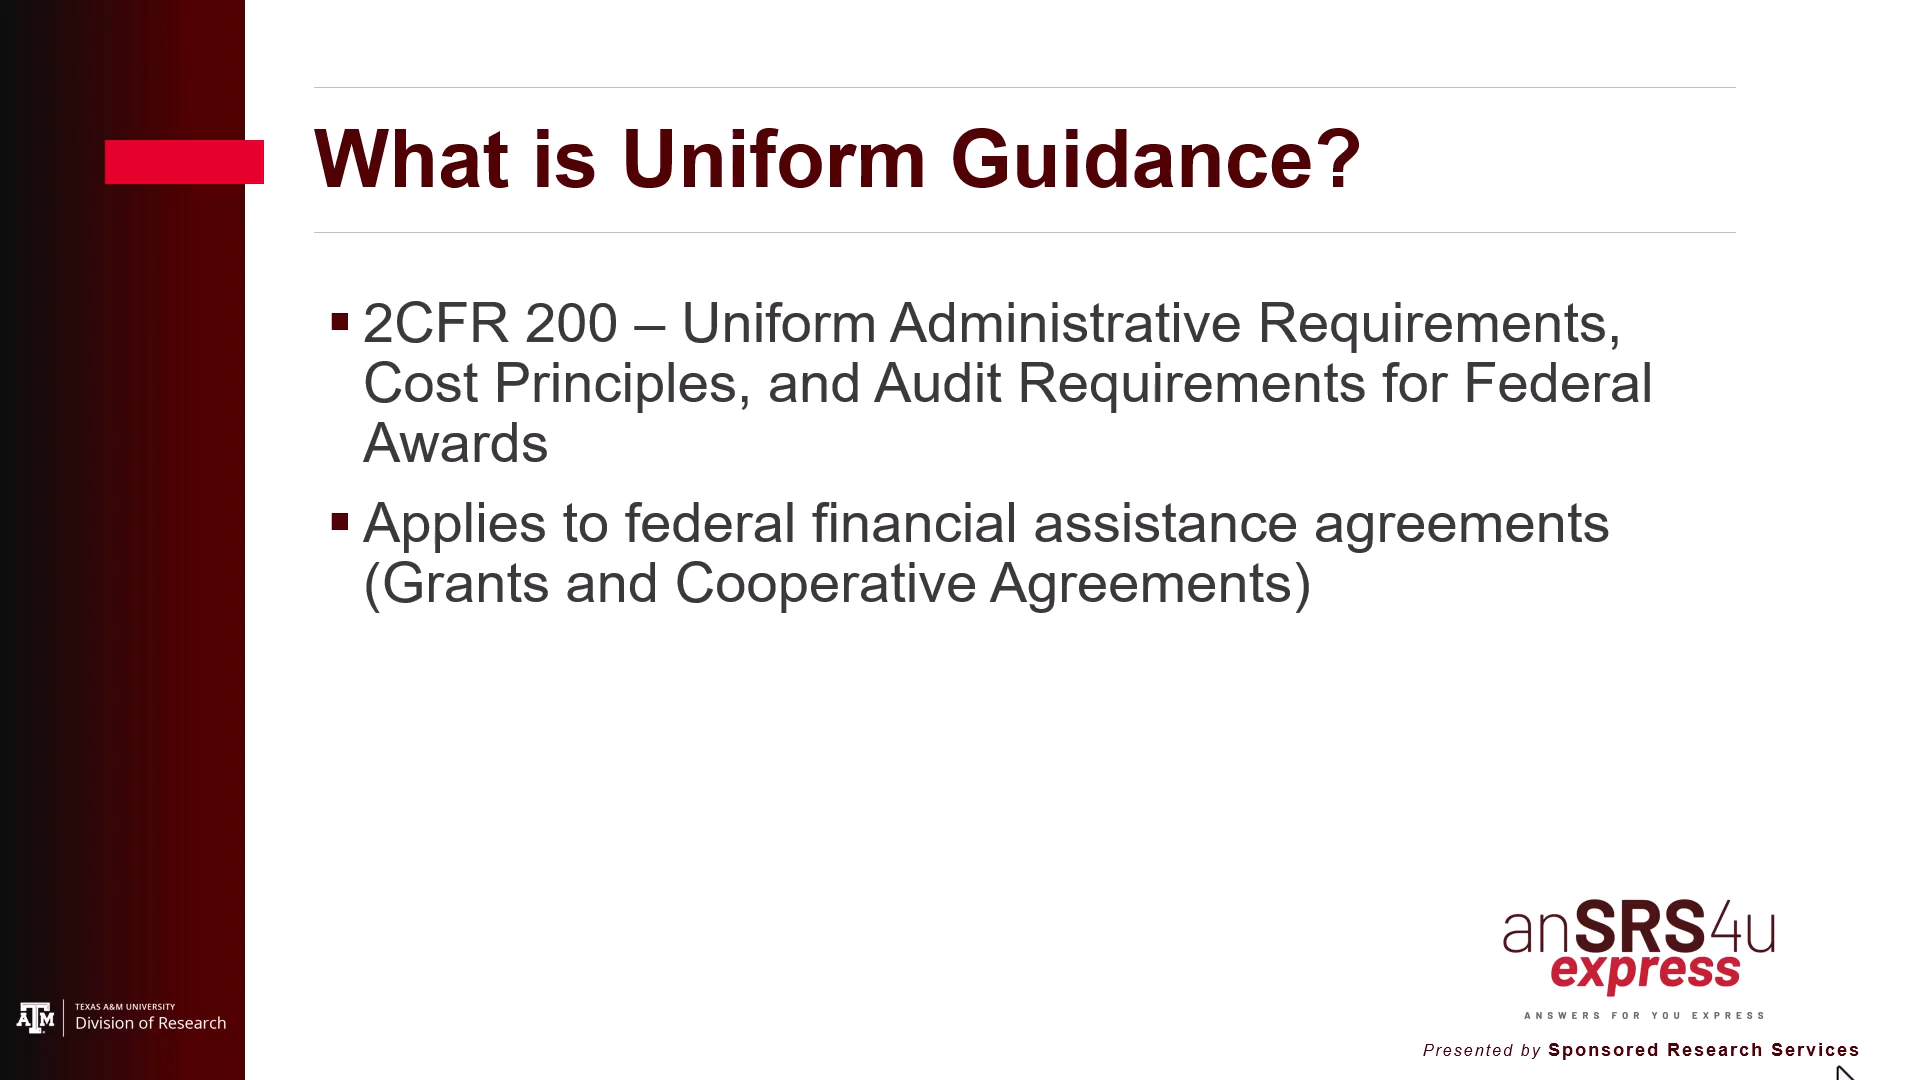 What is Uniform Guidance?
2CFR 200 – Uniform Administrative Requirements,
Cost Principles, and Audit Requirements for Federal
Awards
Applies to federal financial assistance agreements
(Grants and Cooperative Agreements)
anSRS4u
express
ANSWERS FOR YOU EXPRESS
Presented by Sponsored Research Services
ATM
TEXAS A&M UNIVERSITY
Division of Research